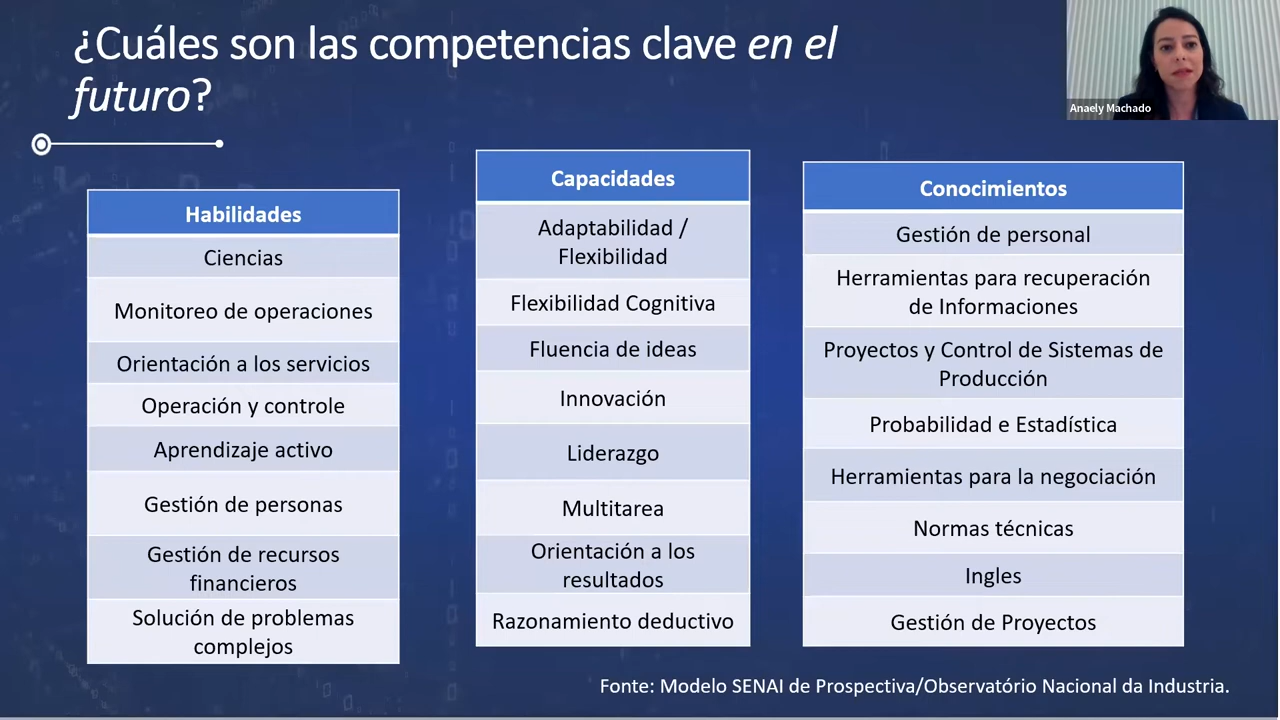 ¿Cuáles son las competencias clave en el
futuro?
Anaely Machado
Habilidades
Ciencias
Monitoreo de operaciones
Orientación a los servicios
Operación y controle
Aprendizaje activo
Gestión de personas
Gestión de recursos
financieros
Solución de problemas
complejos
Capacidades
Adaptabilidad /
Flexibilidad
Flexibilidad Cognitiva
Fluencia de ideas
Innovación
Liderazgo
Multitarea
Orientación a los
resultados
Razonamiento deductivo
Conocimientos
Gestión de personal
Herramientas para recuperación
de Informaciones
Proyectos y Control de Sistemas de
Producción
Probabilidad e Estadística
Herramientas para la negociación
Normas técnicas
Ingles
Gestión de Proyectos
Fonte: Modelo SENAI de Prospectiva/Observatório Nacional da Industria.